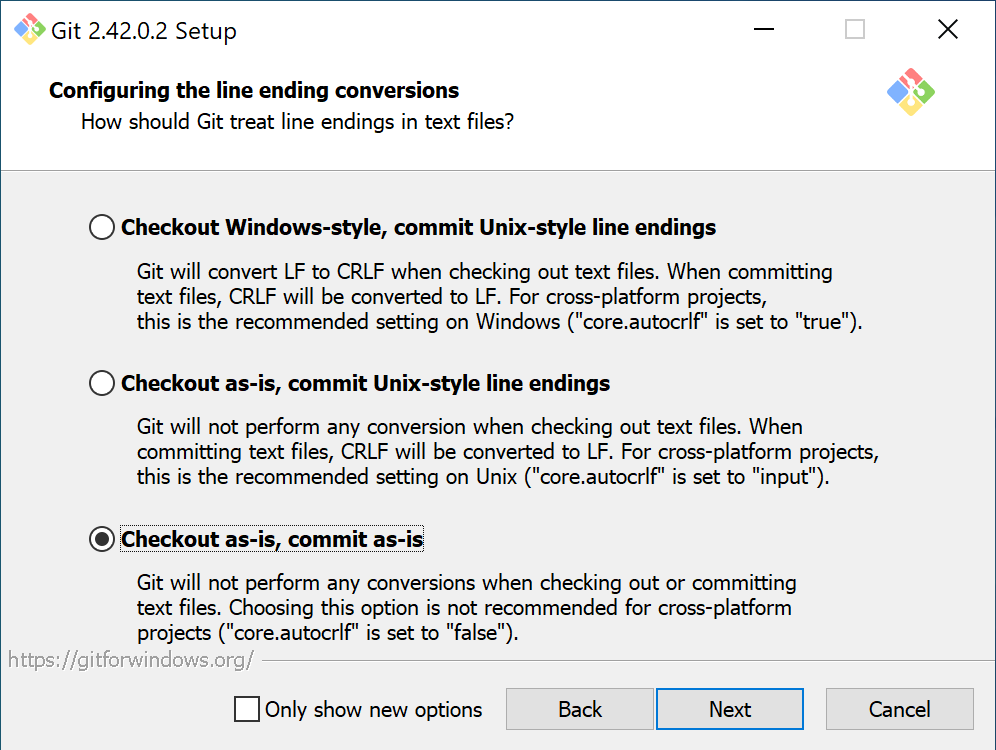 Git 2.42.0.2 Setup
Configuring the line ending conversions
How should Git treat line endings in text files?
Checkout Windows-style, commit Unix-style line endings
Git will convert LF to CRLF when checking out text files. When committing
text files, CRLF will be converted to LF. For cross-platform projects,
this is the recommended setting on Windows ("core.autocrlf" is set to "true").
Checkout as-is, commit Unix-style line endings
Git will not perform any conversion when checking out text files. When
committing text files, CRLF will be converted to LF. For cross-platform projects,
this is the recommended setting on Unix ("core.autocrlf" is set to "input").
Checkout as-is, commit as-is
Git will not perform any conversions when checking out or committing
text files. Choosing this option is not recommended for cross-platform
projects ("core.autocrlf" is set to "false").
https://gitforwindows.org/
Only show new options
Back
Next
Cancel